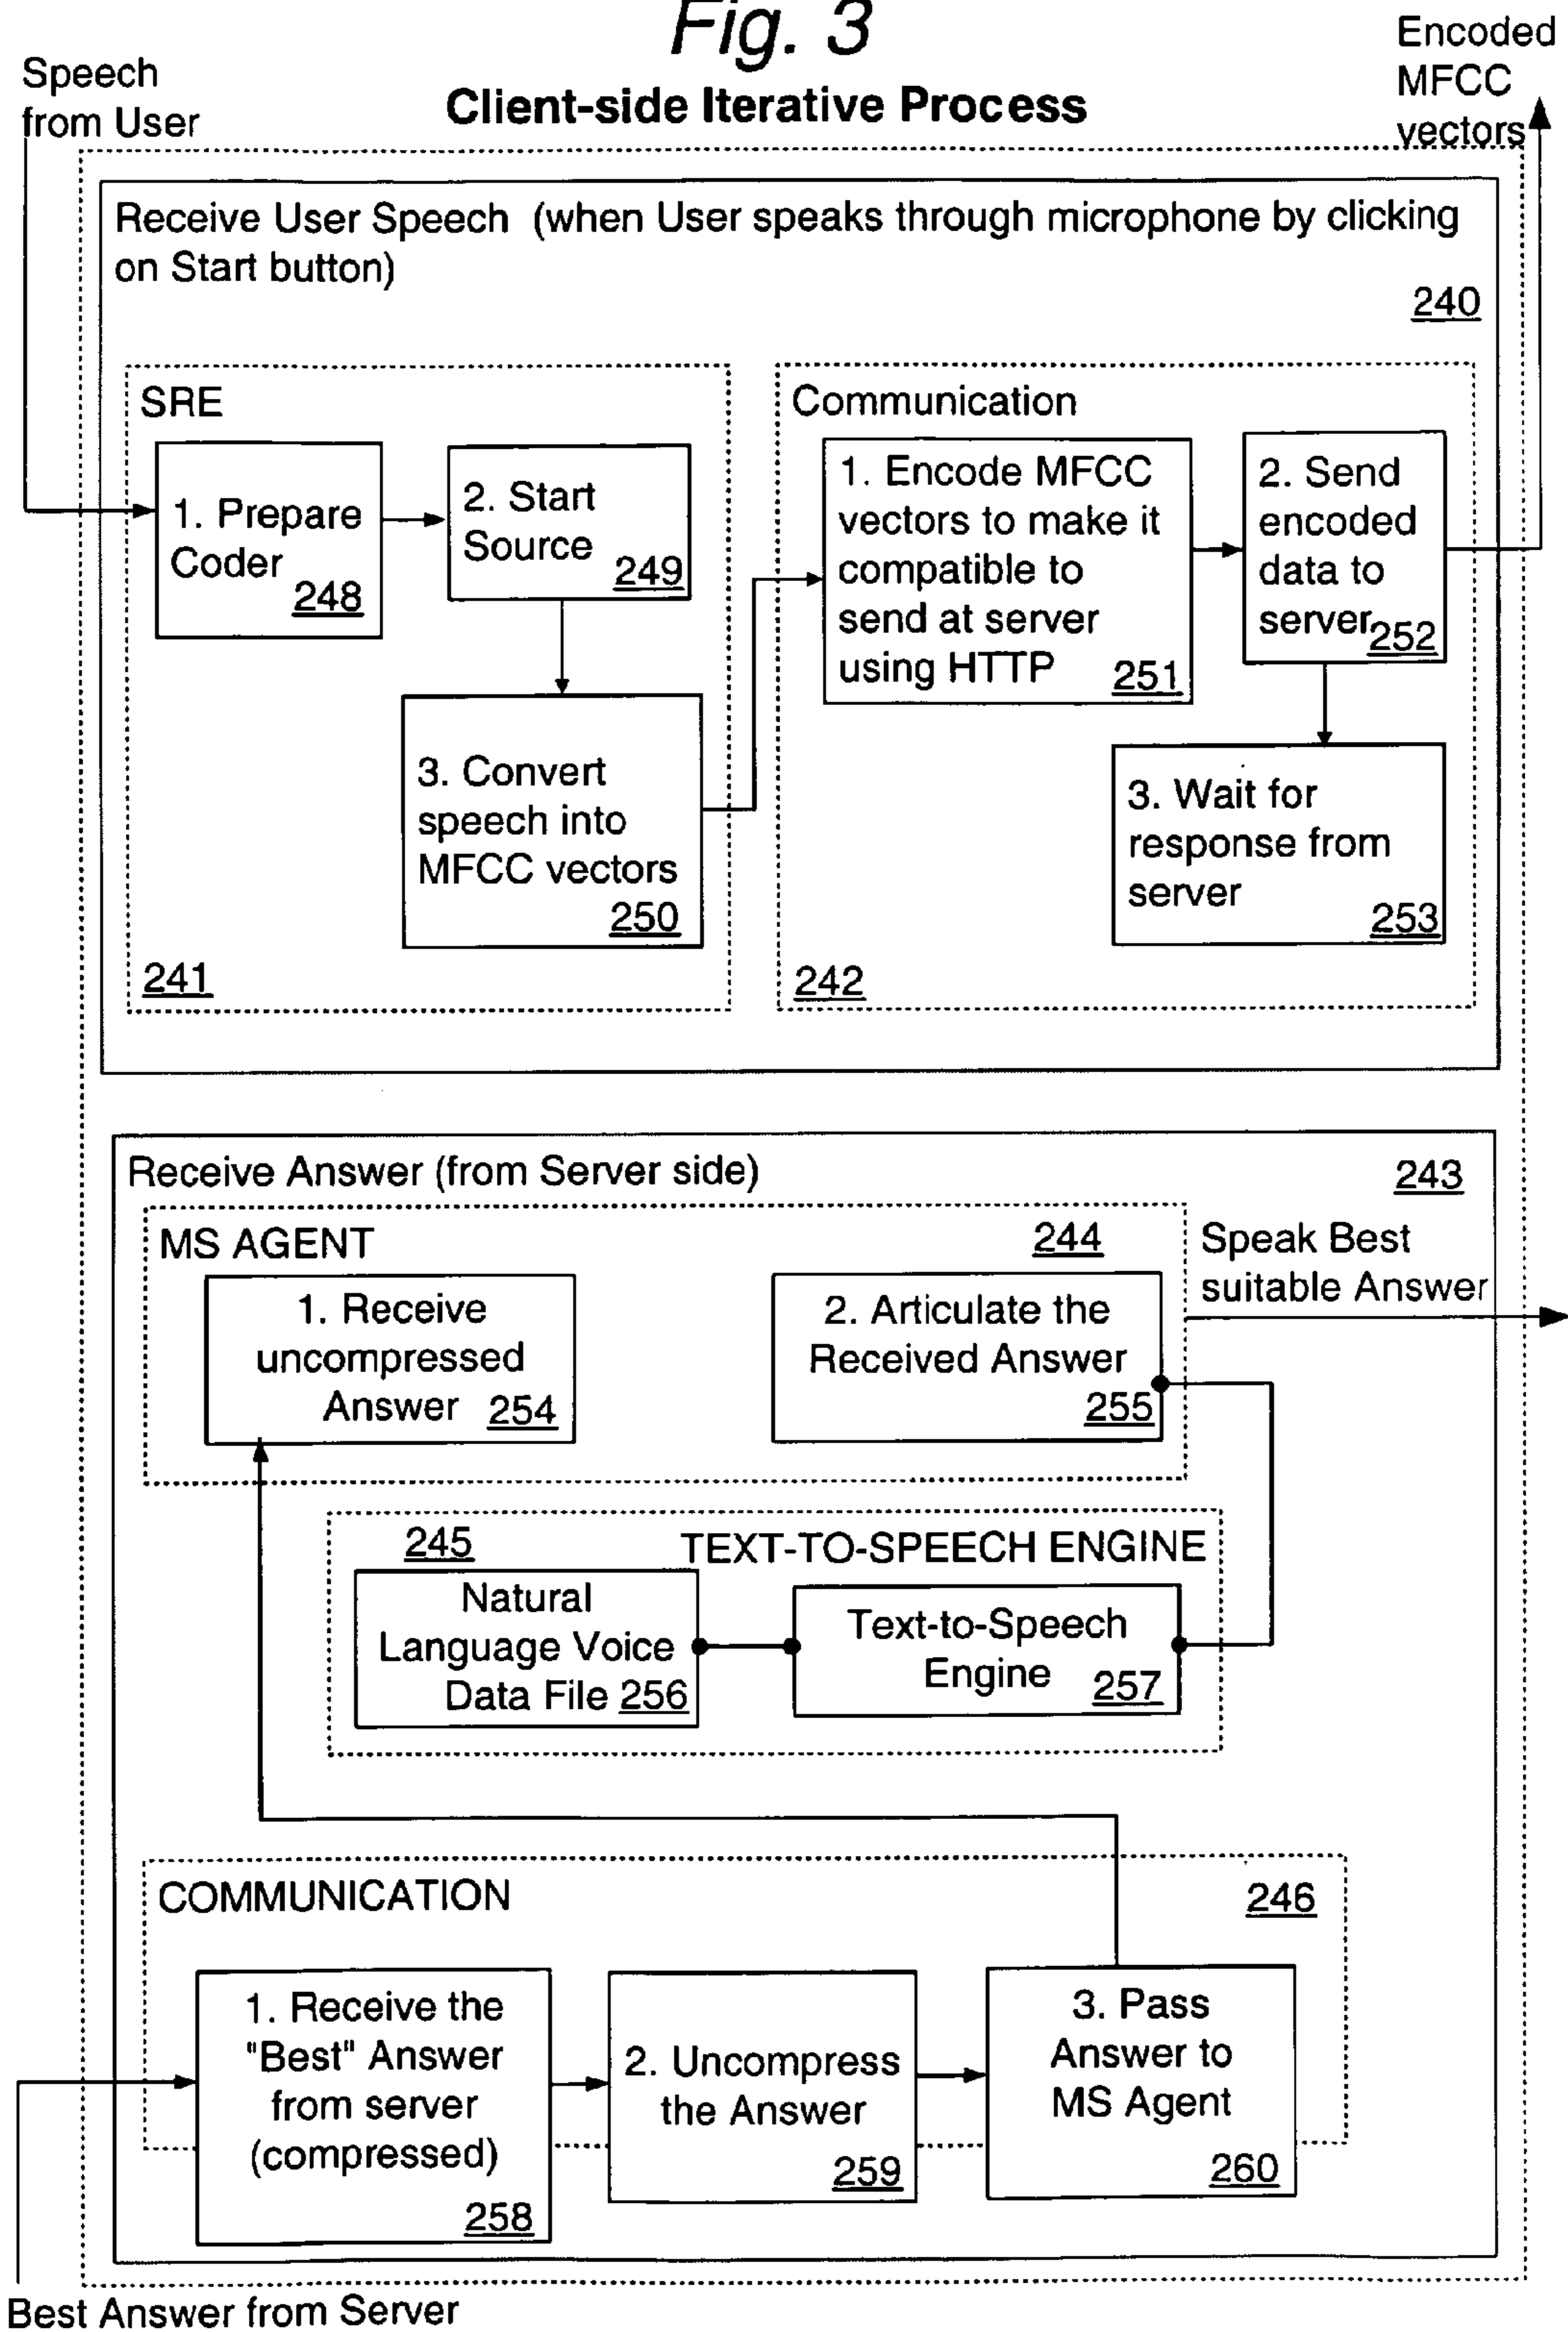 Fig. 3
Client-side Iterative Process
Speech
from User
Encoded
MFCC
vectors
Receive User Speech (when User speaks through microphone by clicking
on Start button)
240
SRE
1. Prepare
Coder
248
2. Start
Source
249
3. Convert
speech into
MFCC vectors
250
241
Communication
1. Encode MFCC
vectors to make it
compatible to
send at server
using HTTP
251
2. Send
encoded
data to
server
252
3. Wait for
response from
server
253
242
Receive Answer (from Server side)
243
MS AGENT
244
1. Receive
uncompressed
Answer 254
2. Articulate the
Received Answer
255
Speak Best
suitable Answer
245
TEXT-TO-SPEECH ENGINE
Natural
Language Voice
Data File 256
Text-to-Speech
Engine
257
COMMUNICATION
246
1. Receive the
"Best" Answer
from server
(compressed)
258
2. Uncompress
the Answer
259
3. Pass
Answer to
MS Agent
260
Best Answer from Server